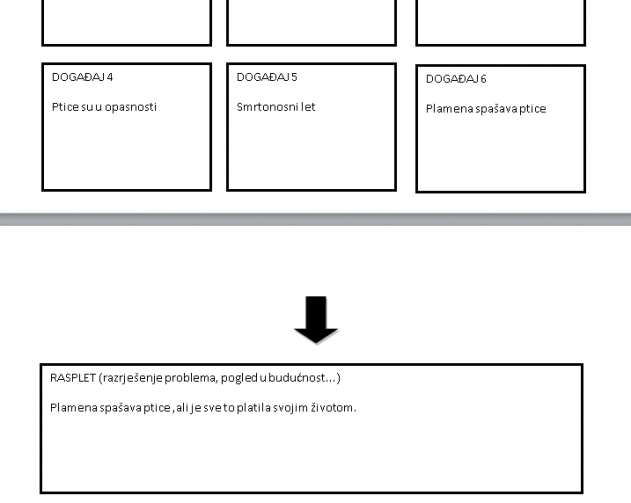 DOGAĐAJ 4
Ptice su u opasnosti
DOGAĐAJ 5
Smrtonosni let
DOGAĐAJ 6
Plamena spašava ptice
RASPLET (razrješenje problema, pogled u budućnost...)
Plamena spašava ptice ,ali je sve to platila svojim životom.